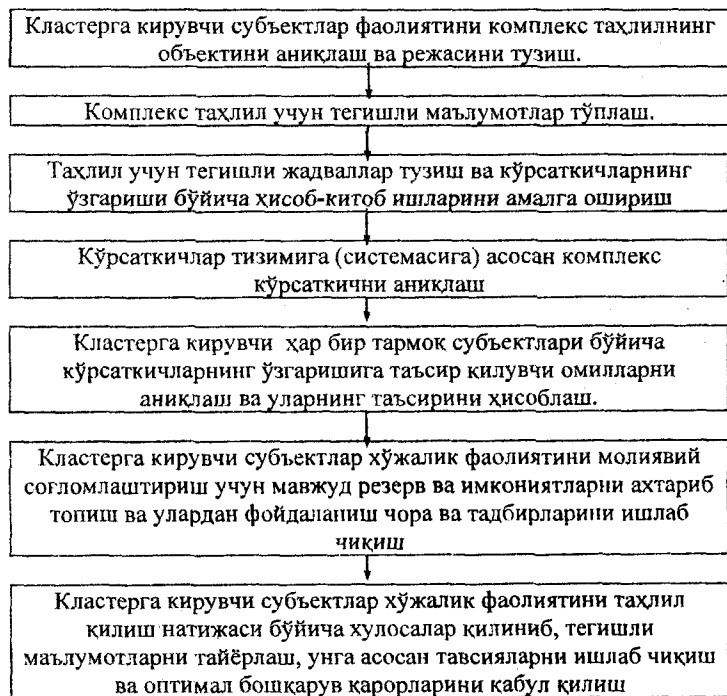 Кластерга кирувчи субъектлар фаолиятини комплекс таҳлилнинг
объектини аниқлаш ва режасини тузиш.
Комплекс таҳлил учун тегишли маълумотлар тўплаш.
Таҳлил учун тегишли жадваллар тузиш ва кўрсаткичларнинг
ўзгариши бўйича ҳисоб-китоб ишларини амалга ошириш
Кўрсаткичлар тизимига (системасига) асосан комплекс
кўрсаткични аниқлаш
Кластерга кирувчи ҳар бир тармоқ субъектлари бўйича
кўрсаткичларнинг ўзгаришига таъсир қилувчи омилларни
аниқлаш ва уларнинг таъсирини ҳисоблаш.
Кластерга кирувчи субъектлар хўжалик фаолиятини молиявий
соғломлаштириш учун мавжуд резерв ва имкониятларни ахтариб
топиш ва улардан фойдаланиш чора ва тадбирларини ишлаб
чиқиш
Кластерга кирувчи субъектлар хўжалик фаолиятини таҳлил
қилиш натижаси бўйича хулосалар қилиниб, тегишли
маълумотларни тайёрлаш, унга асосан тавсияларни ишлаб чиқиш
ва оптимал бошқарув қарорларини қабул қилиш